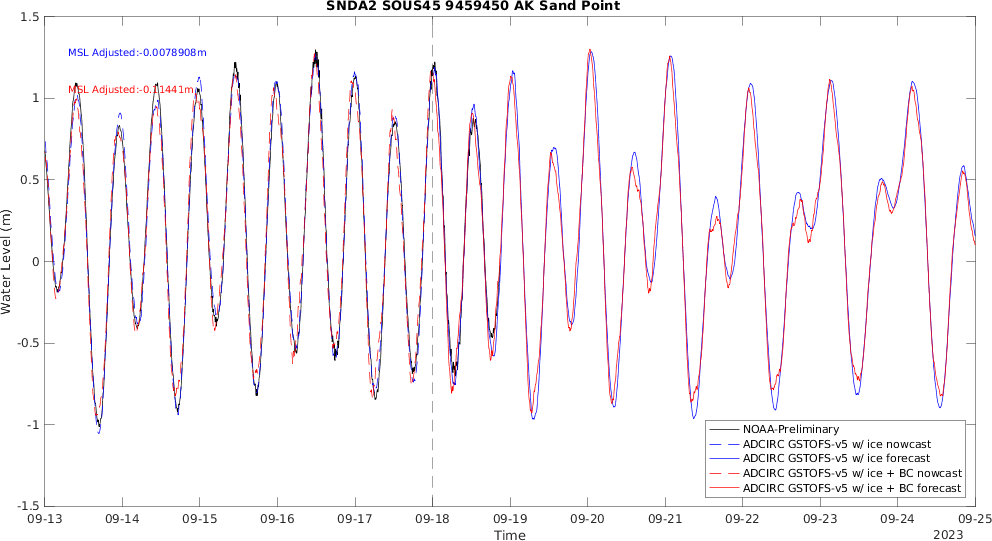 SNDA2 SOUS45 9459450 AK Sand Point
MSL Adjusted:-0.0078908m
MSL Adjusted:-0.11441m
Water Level (m)
1.5
1
0.5
0
-0.5
-1
-1.5
NOAA-Preliminary
ADCIRC GSTOFS-v5 w/ ice nowcast
ADCIRC GSTOFS-v5 w/ ice forecast
ADCIRC GSTOFS-v5 w/ ice + BC nowcast
ADCIRC GSTOFS-v5 w/ ice + BC forecast
09-13 09-14 09-15 09-16 09-17 09-18 09-19 09-20 09-21 09-22 09-23 09-24 09-25
Time
2023